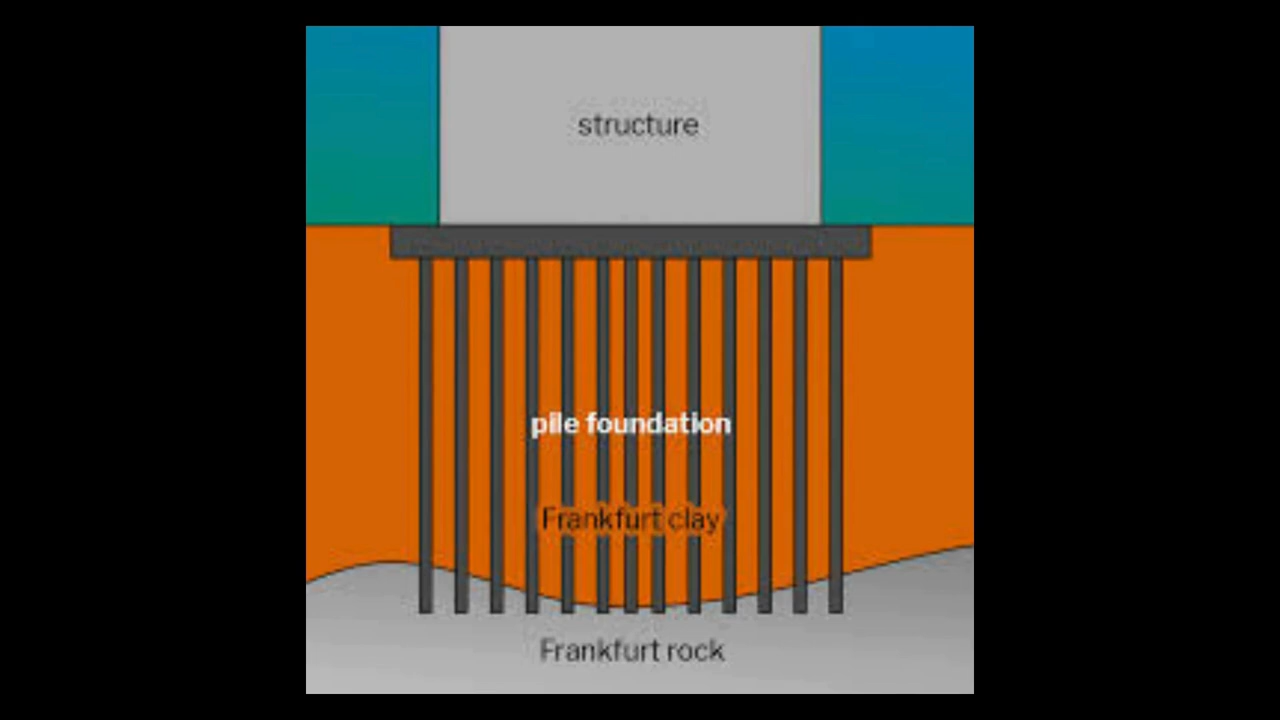 structure
pile foundation
Frankfurt clay
Frankfurt rock